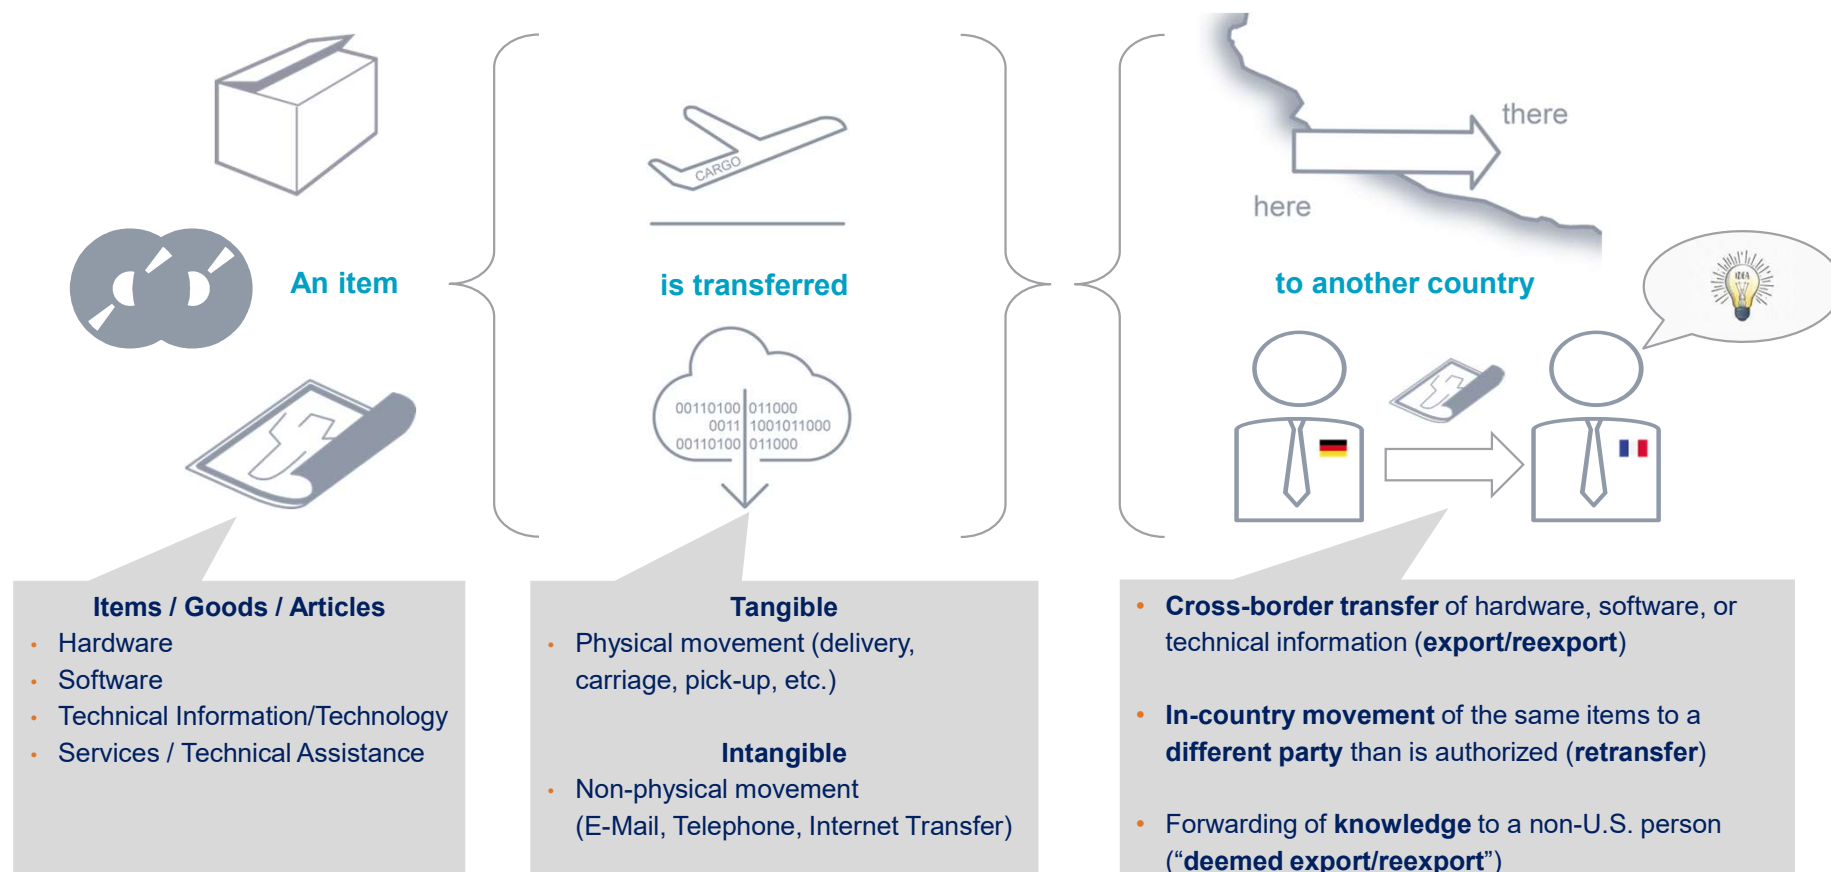 there
CARGO
here
An item
is transferred
to another country
IDEA
00110100 011000
0011 1001011000
00110100 011000
Items / Goods / Articles
• Hardware
• Software
• Technical Information/Technology
• Services / Technical Assistance
Tangible
• Physical movement (delivery,
carriage, pick-up, etc.)
Intangible
• Non-physical movement
(E-Mail, Telephone, Internet Transfer)
• Cross-border transfer of hardware, software, or
technical information (export/reexport)
• In-country movement of the same items to a
different party than is authorized (retransfer)
• Forwarding of knowledge to a non-U.S. person
(“deemed export/reexport”)